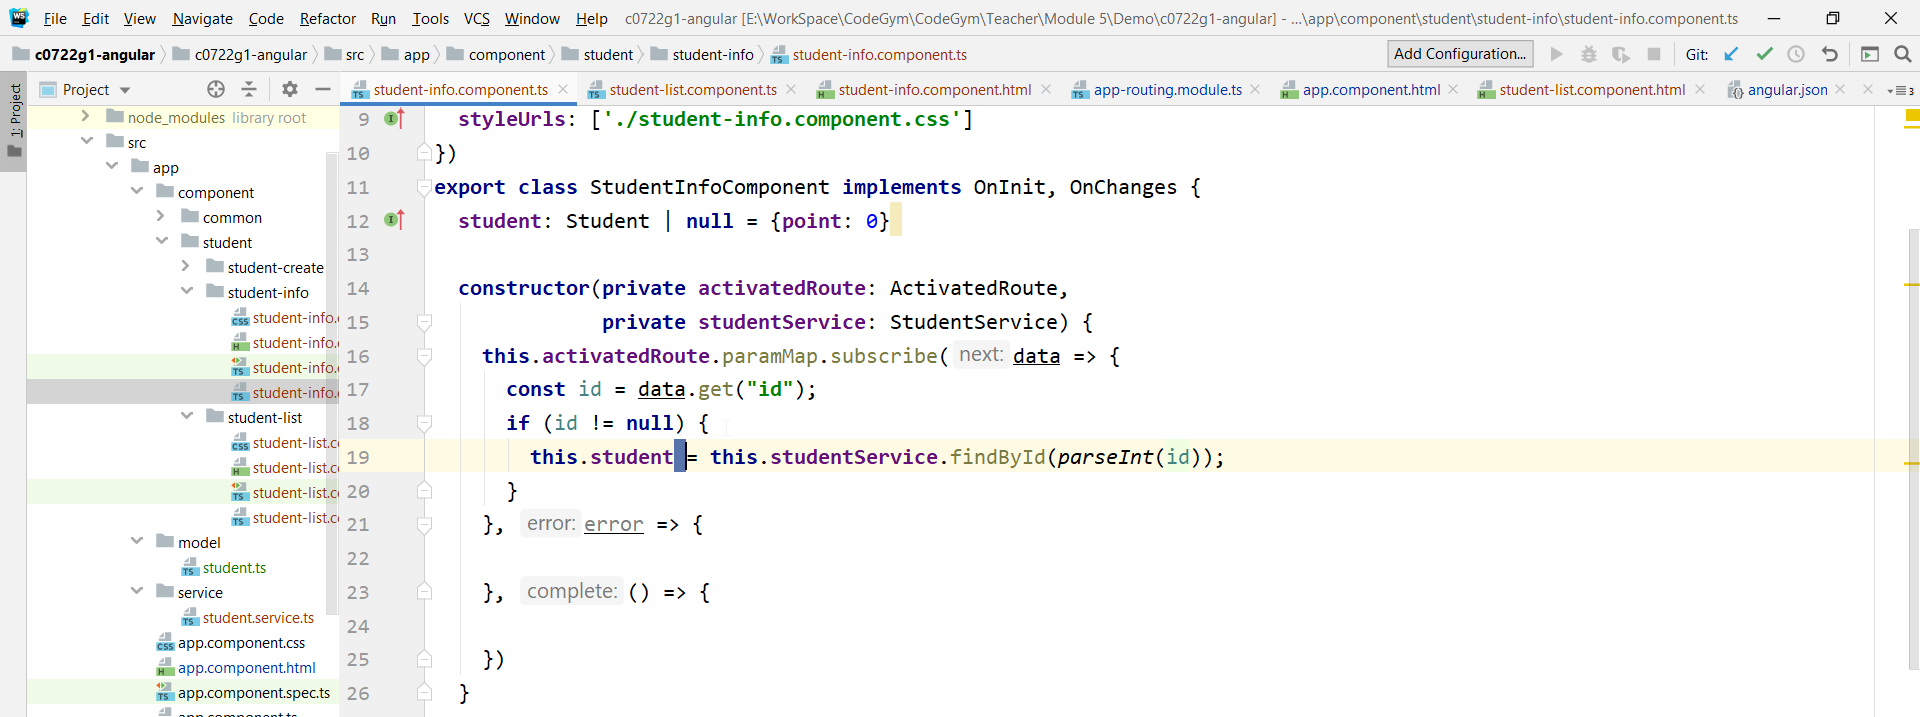 WS File Edit View Navigate Code Refactor Run Tools VCS Window Help c0722g1-angular [E:\WorkSpace\CodeGym\CodeGym\Teacher\Module 5\Demo\c0722g1-angular] - ...\app\component\student\student-info\student-info.component.ts
c0722g1-angular c0722g1-angular src app component student student-info student-info.component.ts Add Configuration... Git:
Project student-info.component.ts student-list.component.ts student-info.component.html app-routing.module.ts app.component.html student-list.component.html angular.json 3
1: Project
node_modules library root
src
app
component
common
student
student-create
student-info
student-info.
student-info.
student-info.
student-info.
student-list
student-list.c
student-list.c
student-list.c
student-list.c
model
student.ts
service
student.service.ts
app.component.css
app.component.html
app.component.spec.ts
app.component.ts
9 styleUrls: ['./student-info.component.css']
10 })
11 export class StudentInfoComponent implements OnInit, OnChanges {
12 student: Student | null = {point: 0}
13
14 constructor(private activatedRoute: ActivatedRoute,
15 private studentService: StudentService) {
16 this.activatedRoute.paramMap.subscribe( next: data => {
17 const id = data.get("id");
18 if (id != null) {
19 this.student = this.studentService.findById(parseInt(id));
20 }
21 }, error: error => {
22
23 }, complete: () => {
24
25 })
26 }